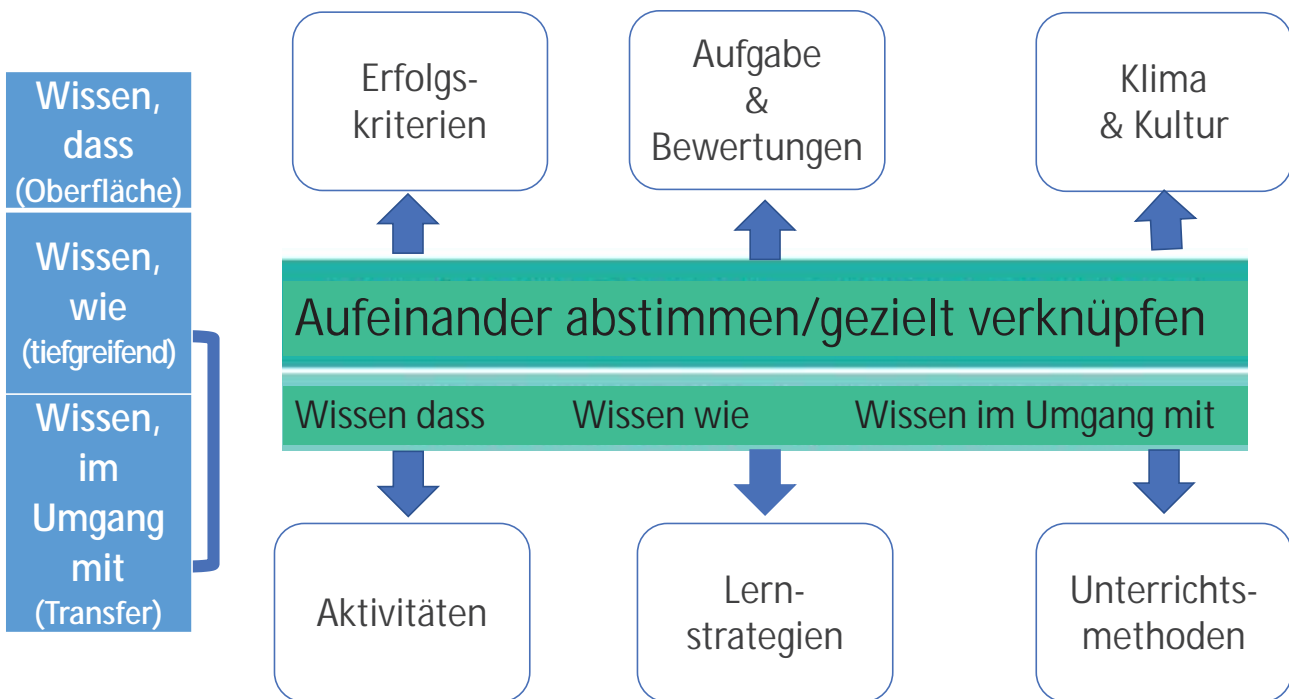 Wissen,
dass
(Oberfläche)
Wissen,
wie
(tiefgreifend)
Wissen,
im
Umgang
mit
(Transfer)
Erfolgs-
kriterien
Aufgabe
&
Bewertungen
Klima
& Kultur
Aufeinander abstimmen/gezielt verknüpfen
Wissen dass Wissen wie Wissen im Umgang mit
Aktivitäten
Lern-
strategien
Unterrichts-
methoden